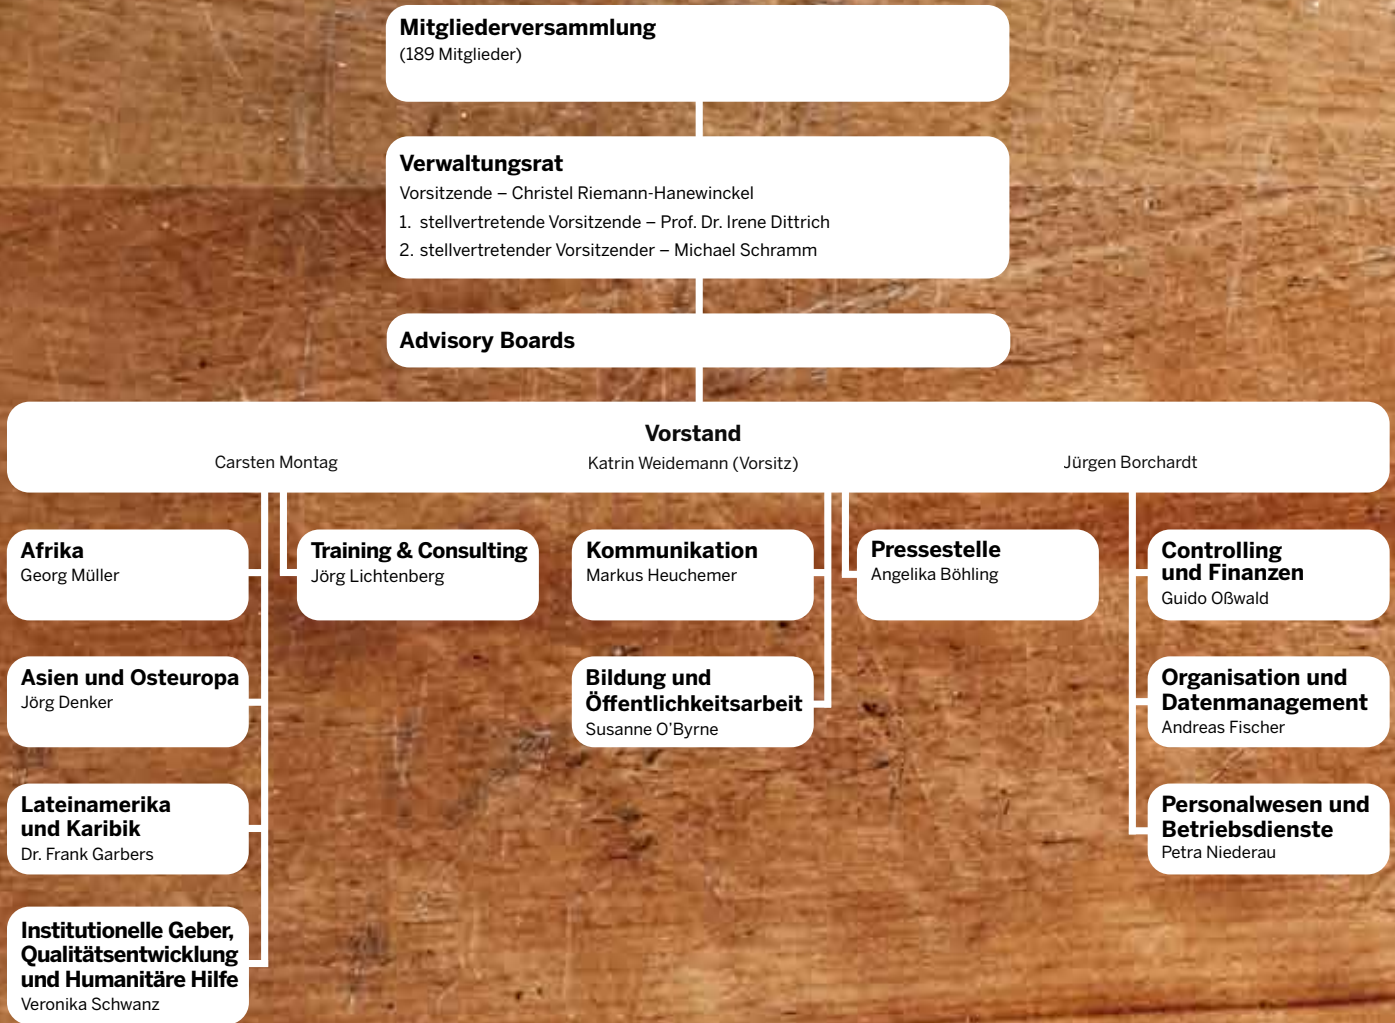 Mitgliederversammlung
(189 Mitglieder)
Verwaltungsrat
Vorsitzende – Christel Riemann-Hanewinckel
1. stellvertretende Vorsitzende – Prof. Dr. Irene Dittrich
2. stellvertretender Vorsitzender – Michael Schramm
Advisory Boards
Vorstand
Carsten Montag
Katrin Weidemann (Vorsitz)
Jürgen Borchardt
Afrika
Georg Müller
Training & Consulting
Jörg Lichtenberg
Kommunikation
Markus Heuchemer
Pressestelle
Angelika Böhling
Controlling
und Finanzen
Guido Oßwald
Asien und Osteuropa
Jörg Denker
Bildung und
Öffentlichkeitsarbeit
Susanne O’Byrne
Organisation und
Datenmanagement
Andreas Fischer
Lateinamerika
und Karibik
Dr. Frank Garbers
Personalwesen und
Betriebsdienste
Petra Niederau
Institutionelle Geber,
Qualitätsentwicklung
und Humanitäre Hilfe
Veronika Schwanz